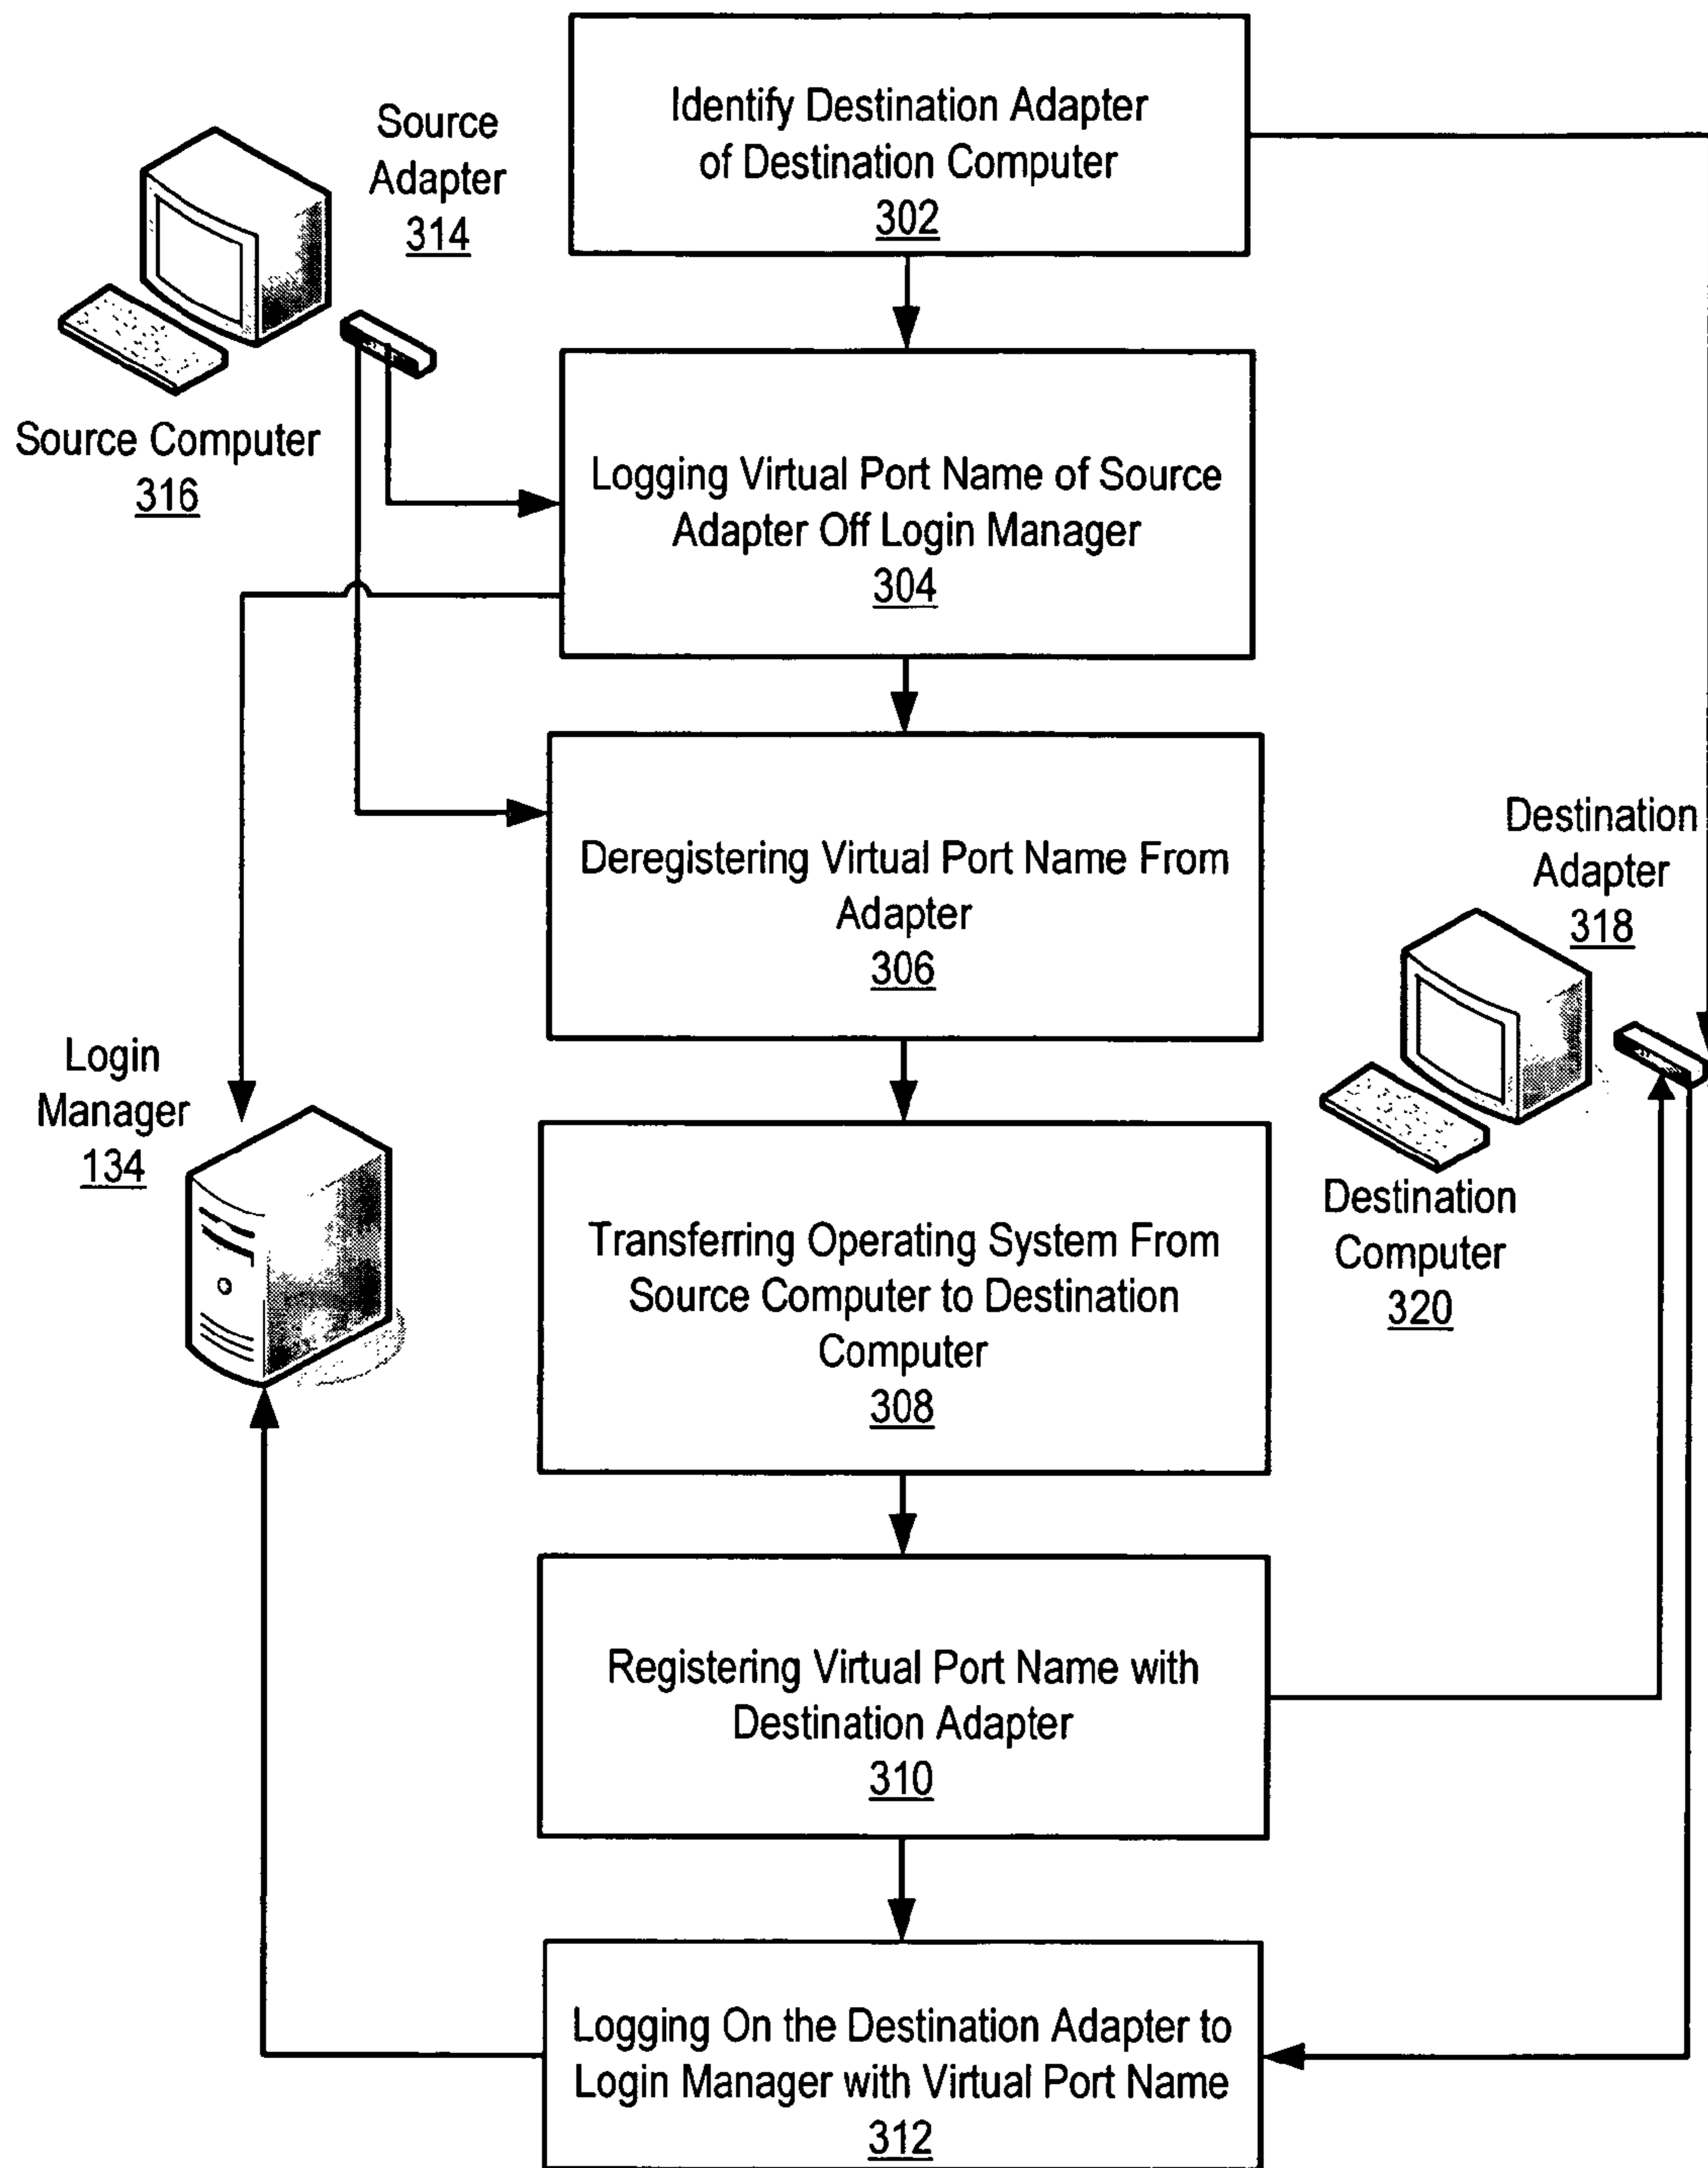 Identify Destination Adapter
of Destination Computer
302
Source
Adapter
314
Source Computer
316
Logging Virtual Port Name of Source
Adapter Off Login Manager
304
Deregistering Virtual Port Name From
Adapter
306
Destination
Adapter
318
Login
Manager
134
Destination
Computer
320
Transferring Operating System From
Source Computer to Destination
Computer
308
Registering Virtual Port Name with
Destination Adapter
310
Logging On the Destination Adapter to
Login Manager with Virtual Port Name
312